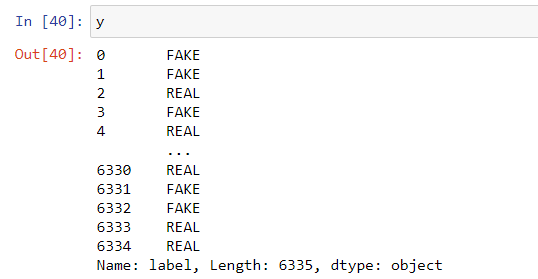 In [40]: y
Out[40]: 0 FAKE
1 FAKE
2 REAL
3 FAKE
4 REAL
...
6330 REAL
6331 FAKE
6332 FAKE
6333 REAL
6334 REAL
Name: label, Length: 6335, dtype: object